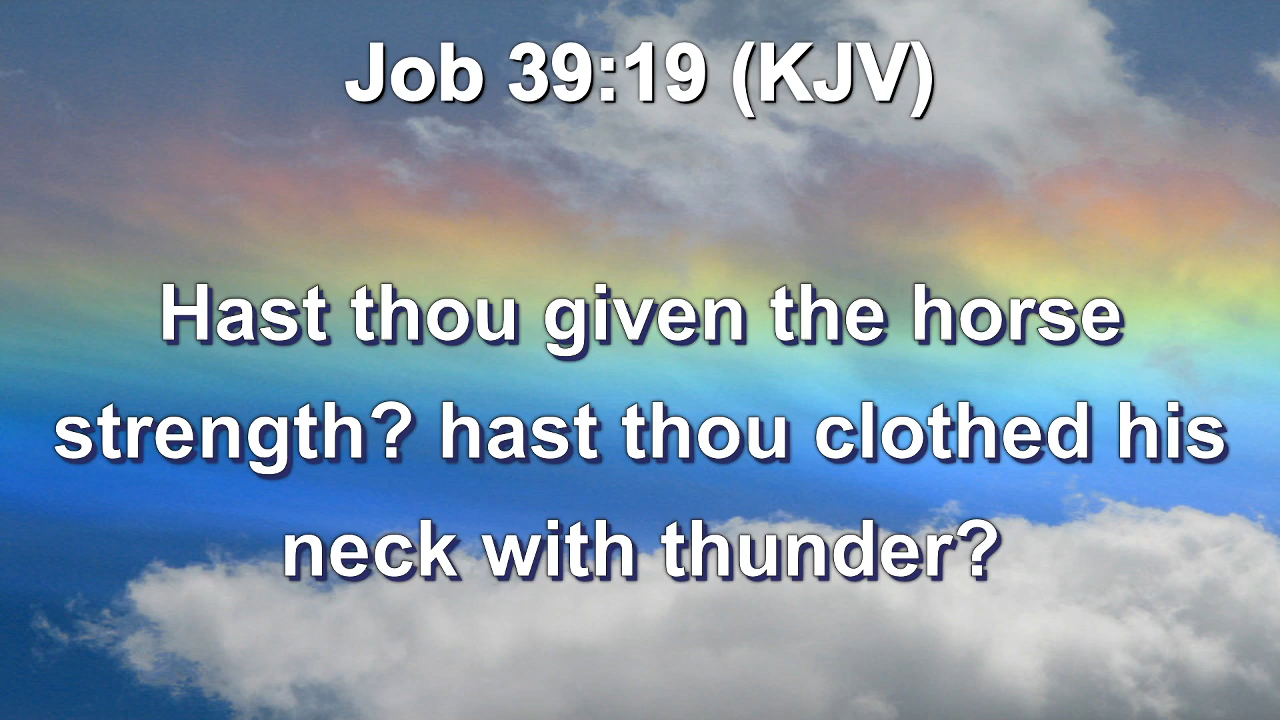 Job 39:19 (KJV)
Hast thou given the horse
strength? hast thou clothed his
neck with thunder?